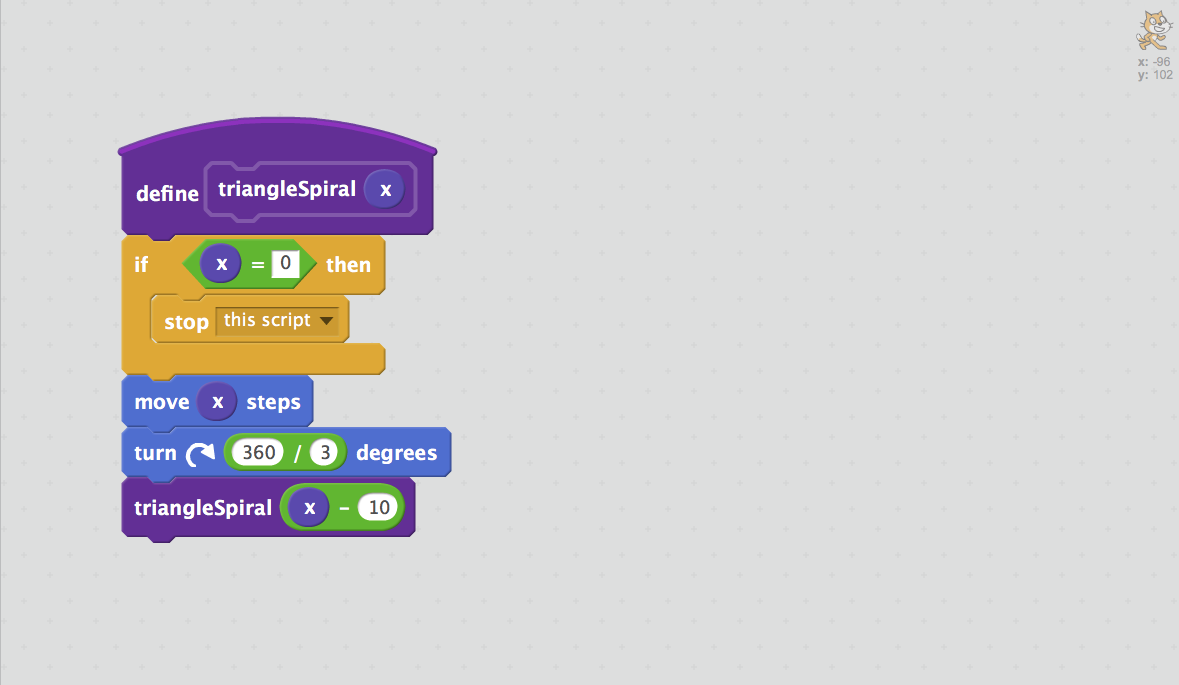 x: -96
y: 102
define triangleSpiral x
if x = 0 then
stop this script
move x steps
turn 360 / 3 degrees
triangleSpiral x - 10